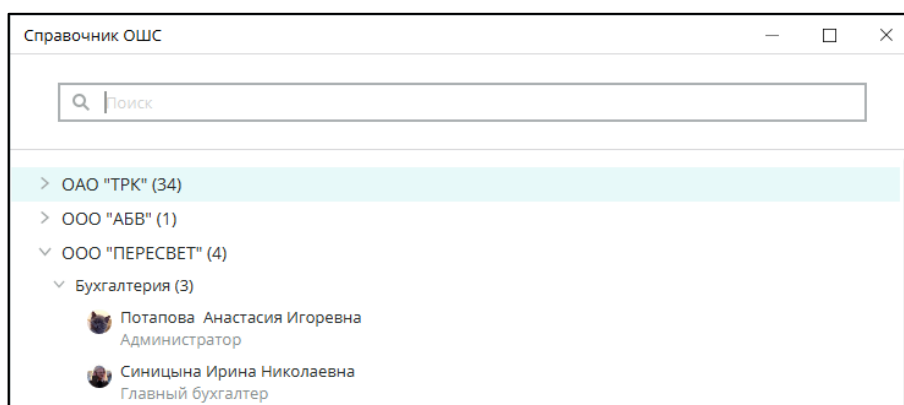 Справочник ОШС
Поиск
ОАО "ТРК" (34)
ООО "АБВ" (1)
ООО "ПЕРЕСВЕТ" (4)
Бухгалтерия (3)
Потапова Анастасия Игоревна
Администратор
Синицына Ирина Николаевна
Главный бухгалтер